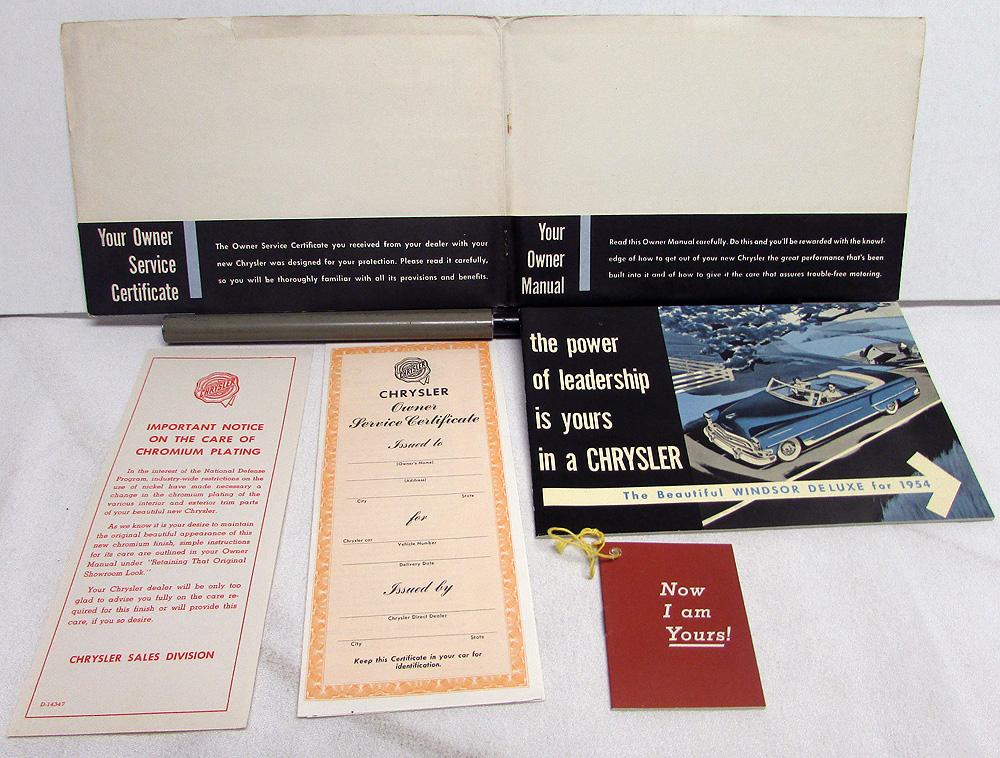 Your Owner
Service
Certificate
The Owner Service Certificate you received from your dealer with your
new Chrysler was designed for your protection. Please read it carefully,
so you will be thoroughly familiar with all its provisions and benefits.
Your
Owner
Manual
Read this Owner Manual carefully. Do this and you'll be rewarded with the knowl-
edge of how to get out of your new Chrysler the great performance that's been
built into it and of how to give it the care that assures trouble-free motoring.
CHRYSLER
IMPORTANT NOTICE
ON THE CARE OF
CHROMIUM PLATING
In the interest of the National Defense
Program, industry-wide restrictions on the
use of nickel have made necessary a
change in the chromium plating of the
various interior and exterior trim parts
of your beautiful new Chrysler.
As we know it is your desire to maintain
the original beautiful appearance of this
new chromium finish, simple instructions
for its care are outlined in your Owner
Manual under "Retaining That Original
Showroom Look."
Your Chrysler dealer will be only too
glad to advise you fully on the care re-
quired for this finish or will provide this
care, if you so desire.
CHRYSLER SALES DIVISION
D-14347
CHRYSLER
CHRYSLER
Owner
Service Certificate
Issued to
(Owner's Name)
(Address)
City State
for
Chrysler car Vehicle Number
Delivery Date
Issued by
Chrysler Direct Dealer
City State
Keep this Certificate in your car for
identification.
the power
of leadership
is yours
in a CHRYSLER
The Beautiful WINDSOR DELUXE for 1954
Now
I am
Yours!